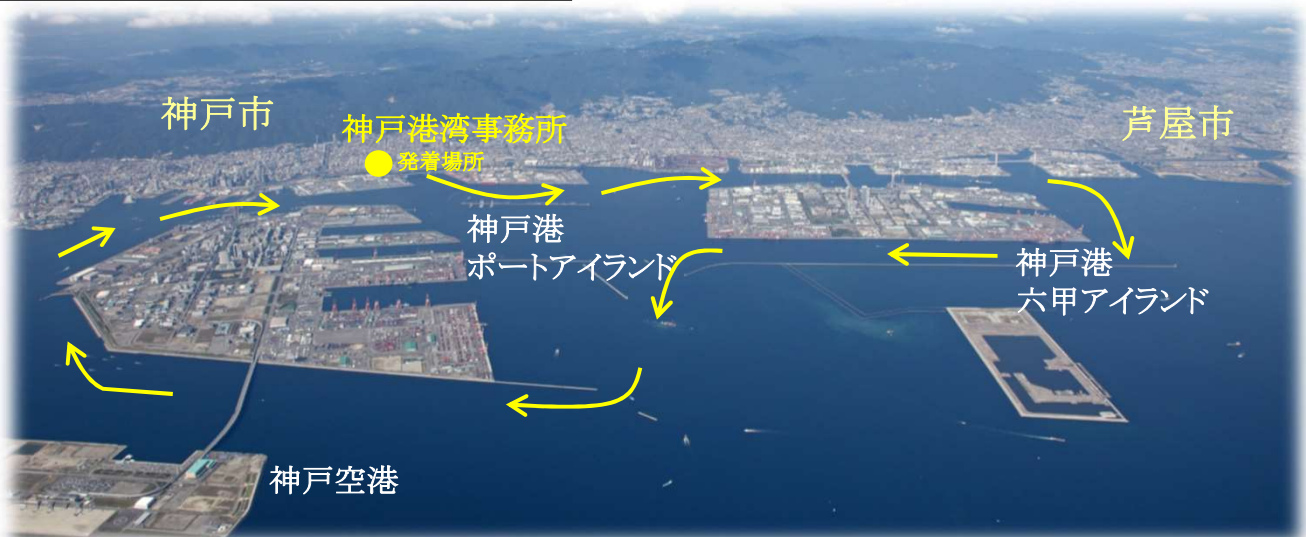 神戸市
神戸港湾事務所
発着場所
芦屋市
神戸港
ポートアイランド
神戸港
六甲アイランド
神戸空港